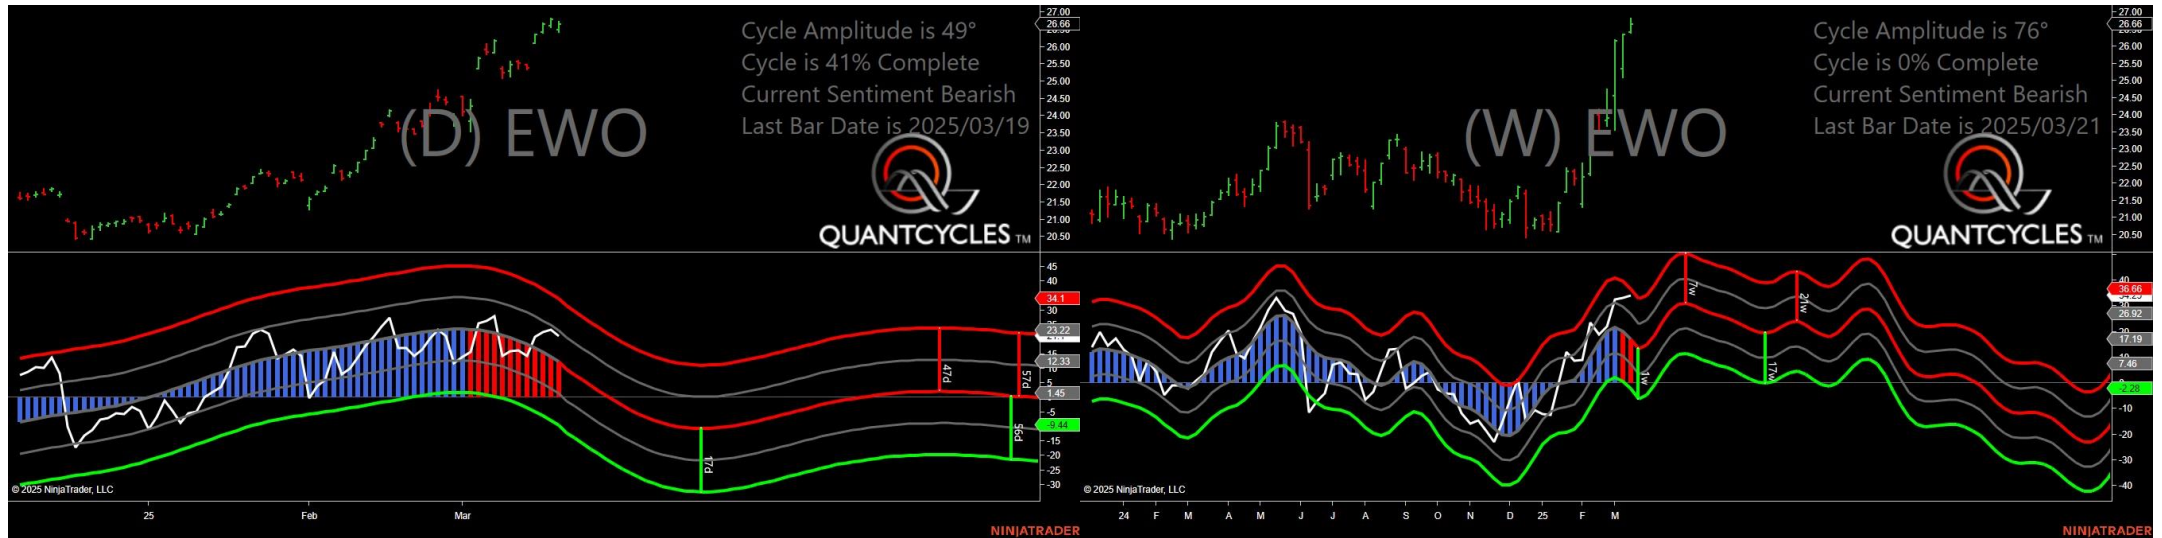 Cycle Amplitude is 49°
Cycle is 41% Complete
Current Sentiment Bearish
Last Bar Date is 2025/03/19
(D) EWO
QUANTCYCLES TM
27.00
26.66
26.00
25.50
25.00
24.50
24.00
23.50
23.00
22.50
22.00
21.50
21.00
20.50
45
40
34.1
30
23.22
15
12.33
10
5
1.45
-5
-9.44
-15
-20
-25
-30
17d
47d
57d
56d
© 2025 NinjaTrader, LLC
25 Feb Mar
NINJATRADER
Cycle Amplitude is 76°
Cycle is 0% Complete
Current Sentiment Bearish
Last Bar Date is 2025/03/21
(W) EWO
QUANTCYCLES TM
27.00
26.66
26.00
25.50
25.00
24.50
24.00
23.50
23.00
22.50
22.00
21.50
21.00
20.50
40
36.66
26.92
17.19
7.46
-2.28
-10
-20
-30
-40
1w
7w
17w
21w
© 2025 NinjaTrader, LLC
24 F M A M J J A S O N D 25 F M
NINJATRADER